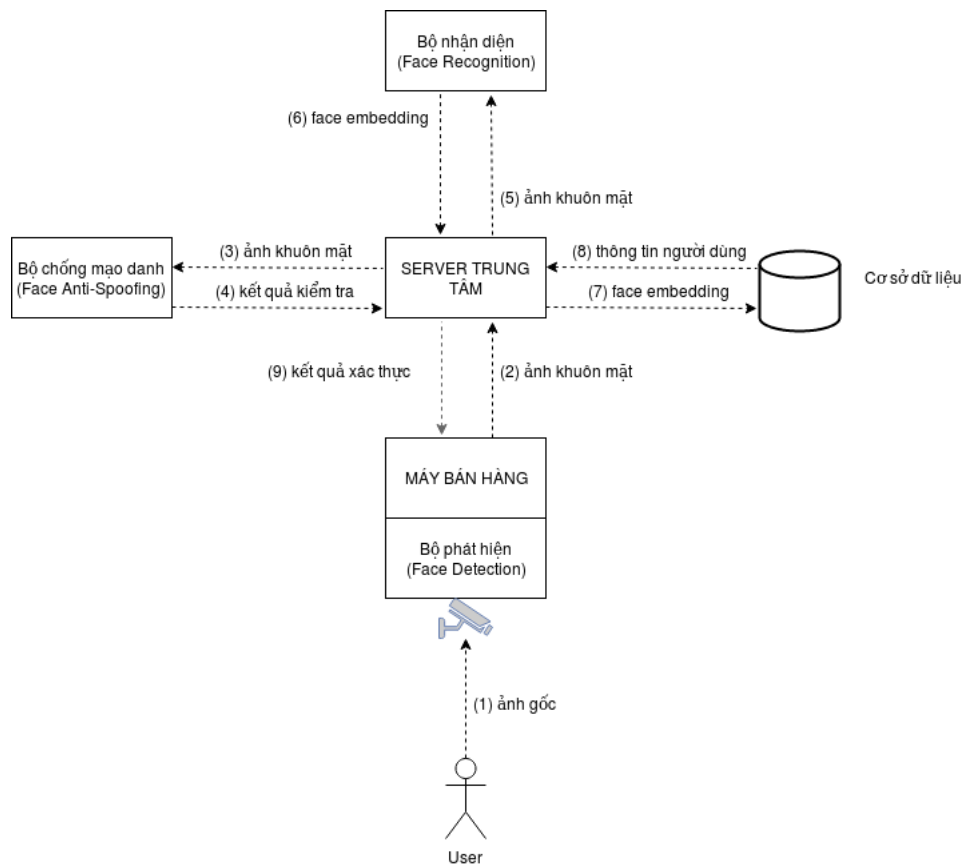 Bộ nhận diện
(Face Recognition)
(6) face embedding
(5) ảnh khuôn mặt
Bộ chống mạo danh
(Face Anti-Spoofing)
(3) ảnh khuôn mặt
(4) kết quả kiểm tra
SERVER TRUNG
TÂM
(8) thông tin người dùng
(7) face embedding
Cơ sở dữ liệu
(9) kết quả xác thực
(2) ảnh khuôn mặt
MÁY BÁN HÀNG
Bộ phát hiện
(Face Detection)
(1) ảnh gốc
User